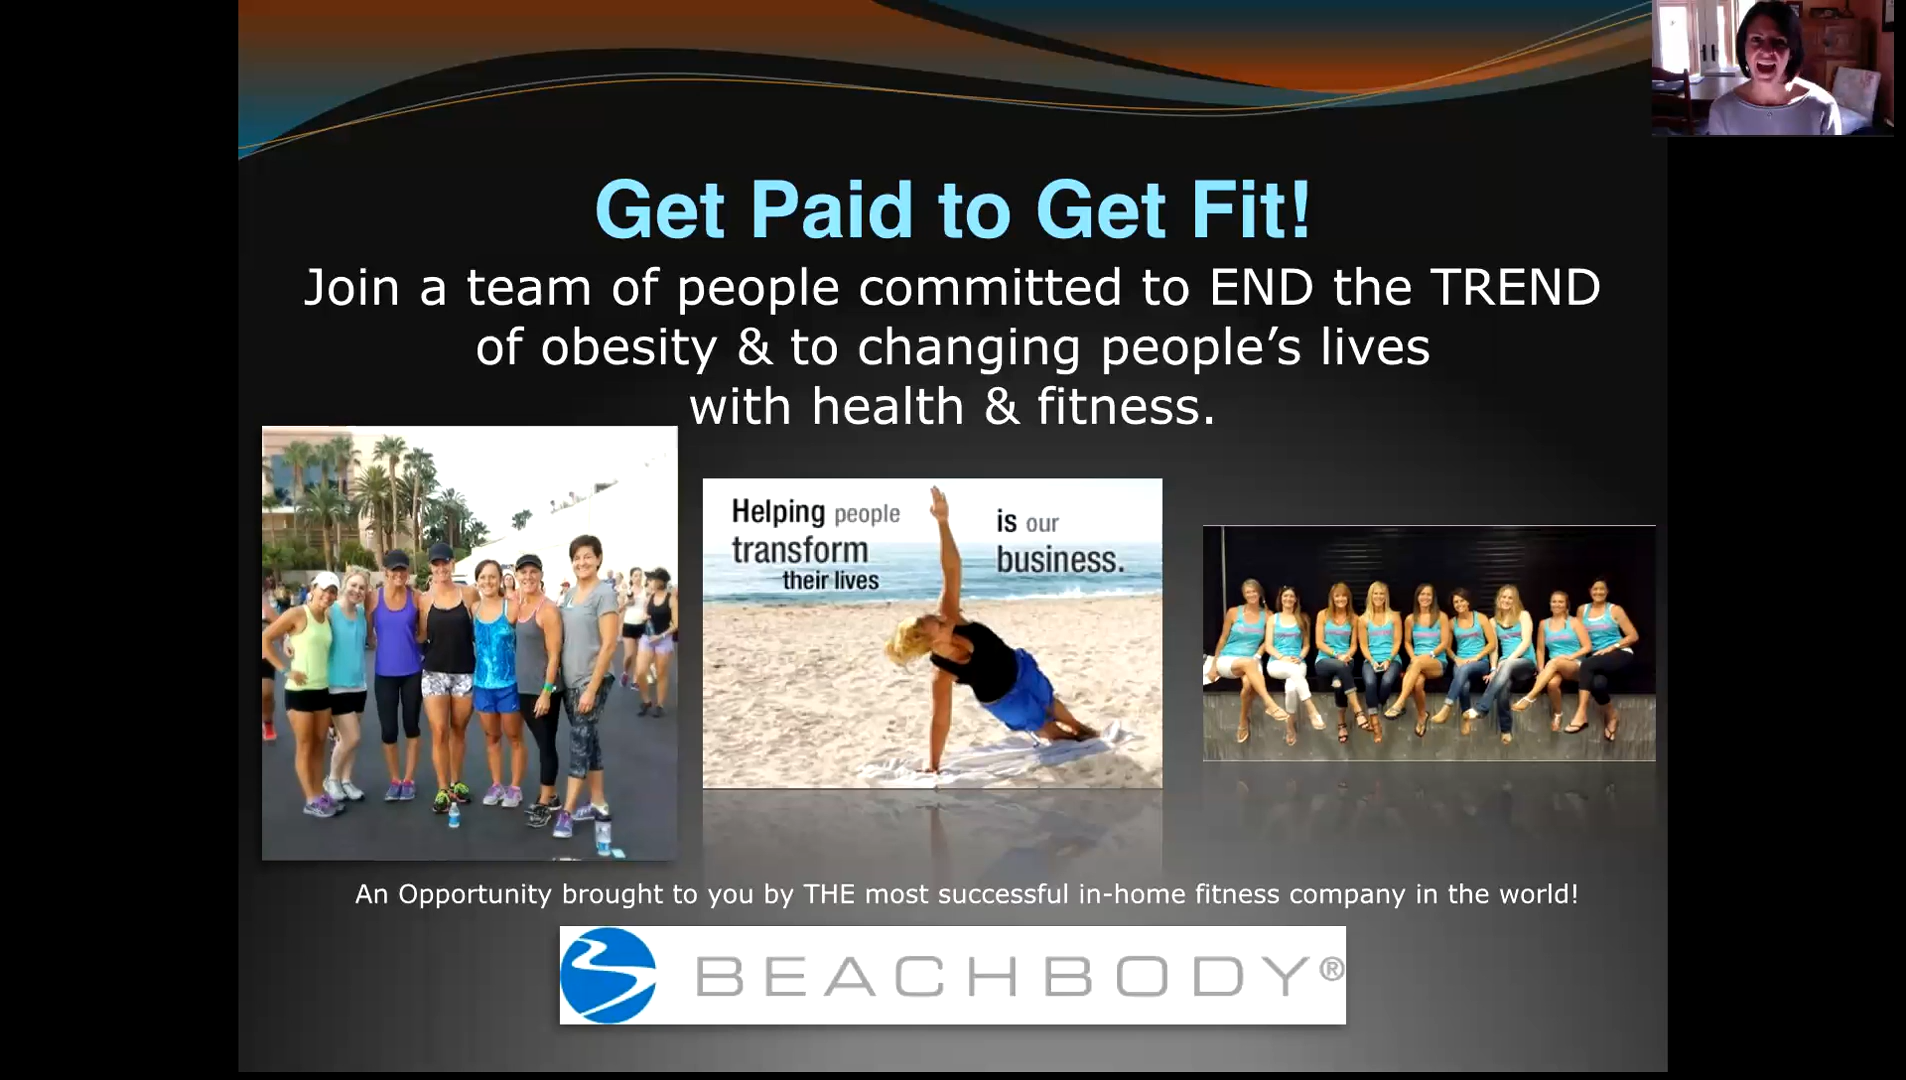 Get Paid to Get Fit!
Join a team of people committed to END the TREND
of obesity & to changing people’s lives
with health & fitness.
Helping people
transform
their lives
is our
business.
An Opportunity brought to you by THE most successful in-home fitness company in the world!
BEACHBODY®